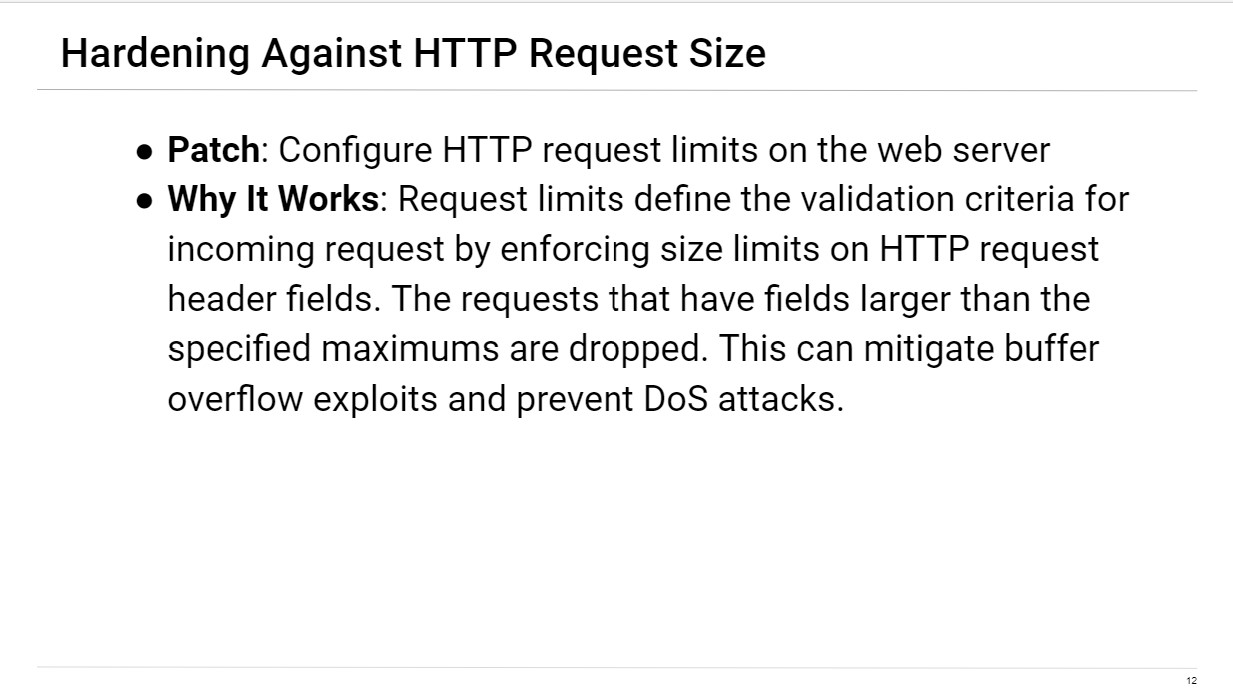 Hardening Against HTTP Request Size
● Patch: Configure HTTP request limits on the web server
● Why It Works: Request limits define the validation criteria for
incoming request by enforcing size limits on HTTP request
header fields. The requests that have fields larger than the
specified maximums are dropped. This can mitigate buffer
overflow exploits and prevent DoS attacks.
12